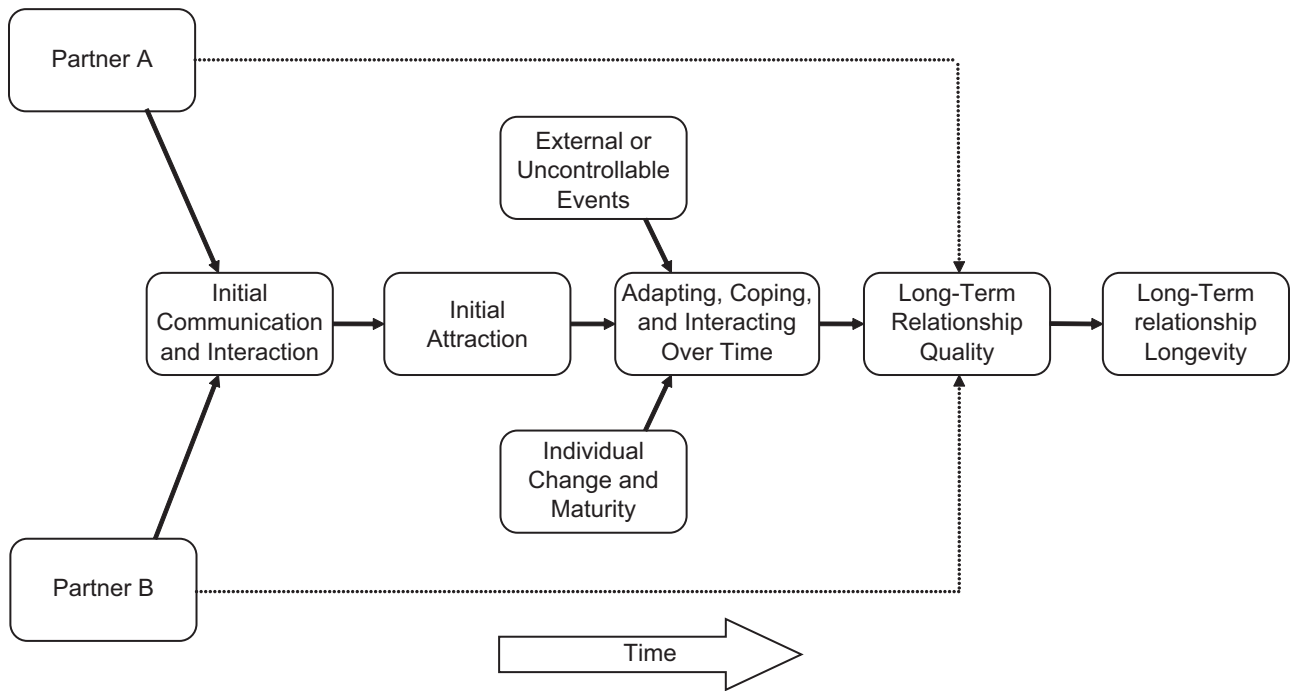 Partner A
External or
Uncontrollable
Events
Initial
Communication
and Interaction
Initial
Attraction
Adapting, Coping,
and Interacting
Over Time
Long-Term
Relationship
Quality
Long-Term
relationship
Longevity
Individual
Change and
Maturity
Partner B
Time